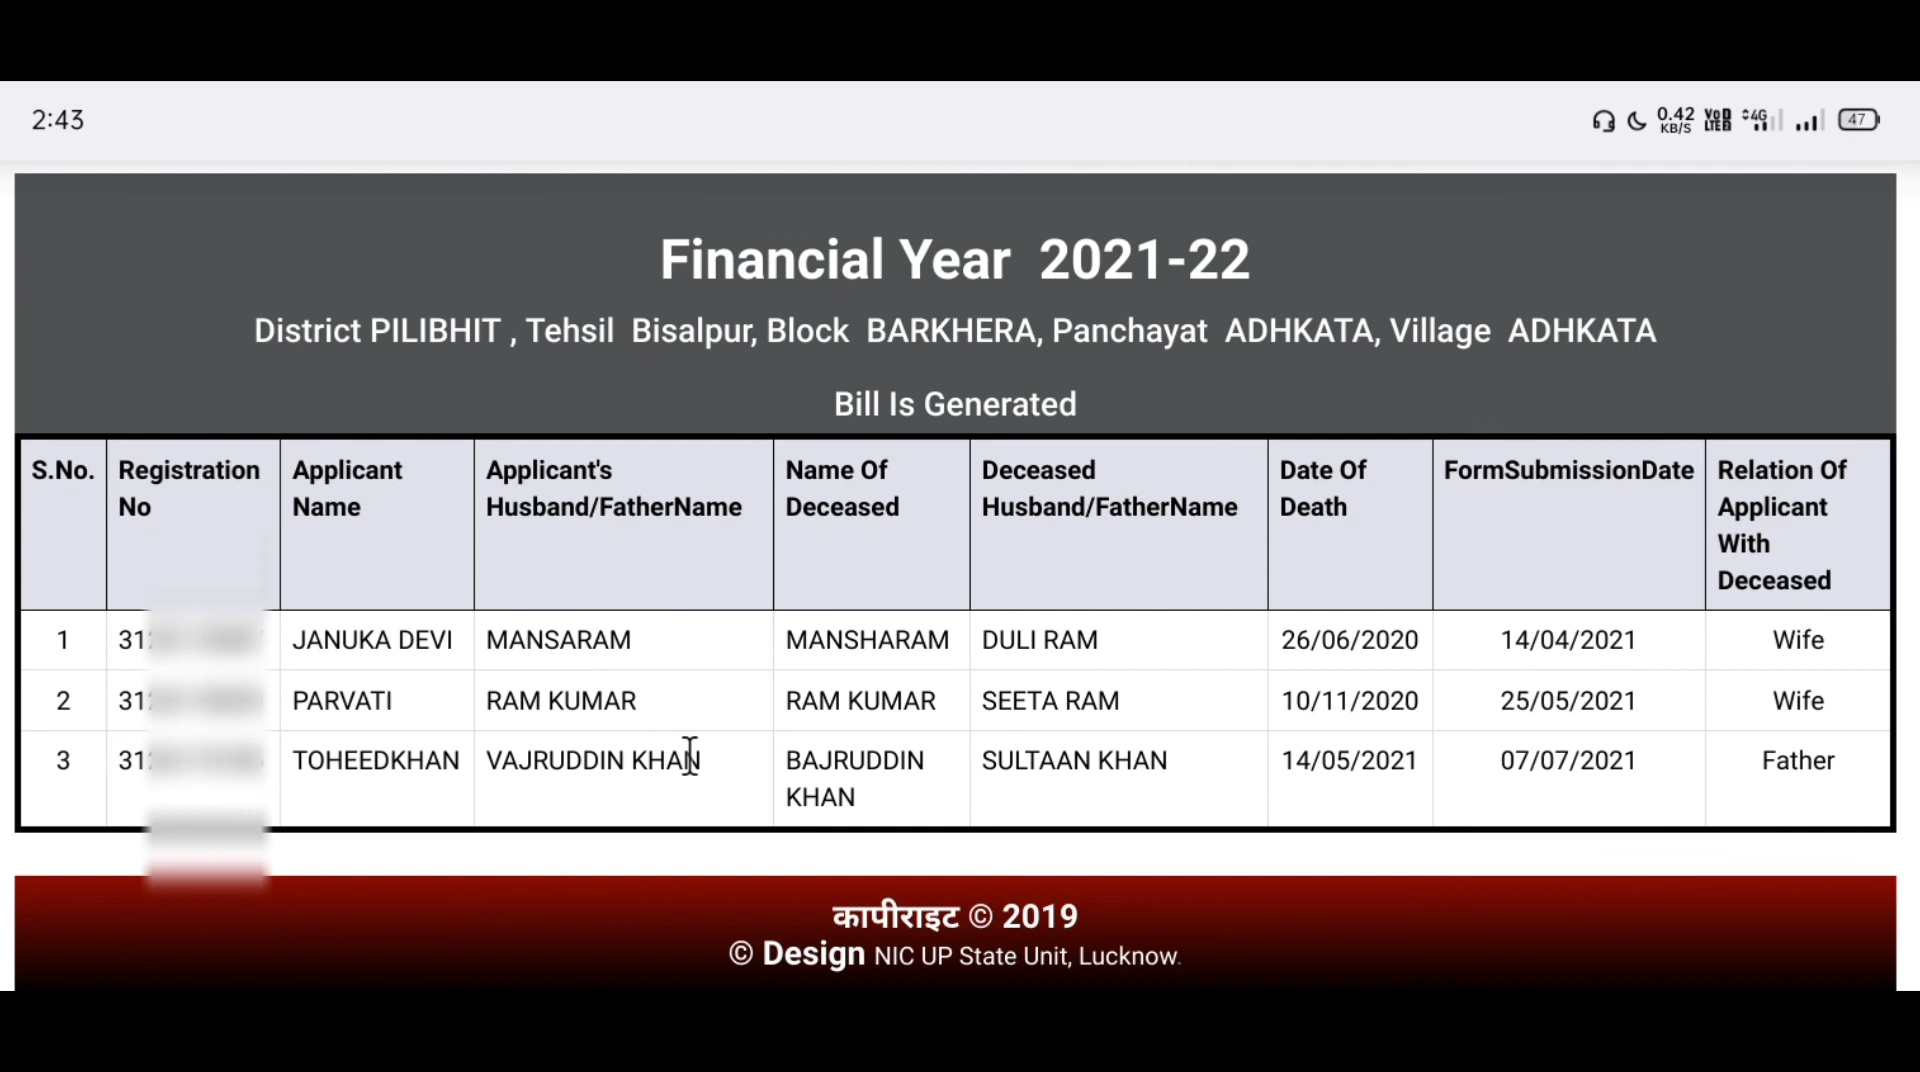 2:43
0.42 KB/S VoD LTE 4G 47
Financial Year 2021-22
District PILIBHIT , Tehsil Bisalpur, Block BARKHERA, Panchayat ADHKATA, Village ADHKATA
Bill Is Generated
S.No. Registration No Applicant Name Applicant's Husband/FatherName Name Of Deceased Deceased Husband/FatherName Date Of Death FormSubmissionDate Relation Of Applicant With Deceased
1 31 JANUKA DEVI MANSARAM MANSHARAM DULI RAM 26/06/2020 14/04/2021 Wife
2 31 PARVATI RAM KUMAR RAM KUMAR SEETA RAM 10/11/2020 25/05/2021 Wife
3 31 TOHEEDKHAN VAJRUDDIN KHAN BAJRUDDIN KHAN SULTAAN KHAN 14/05/2021 07/07/2021 Father
कापीराइट © 2019
© Design NIC UP State Unit, Lucknow.